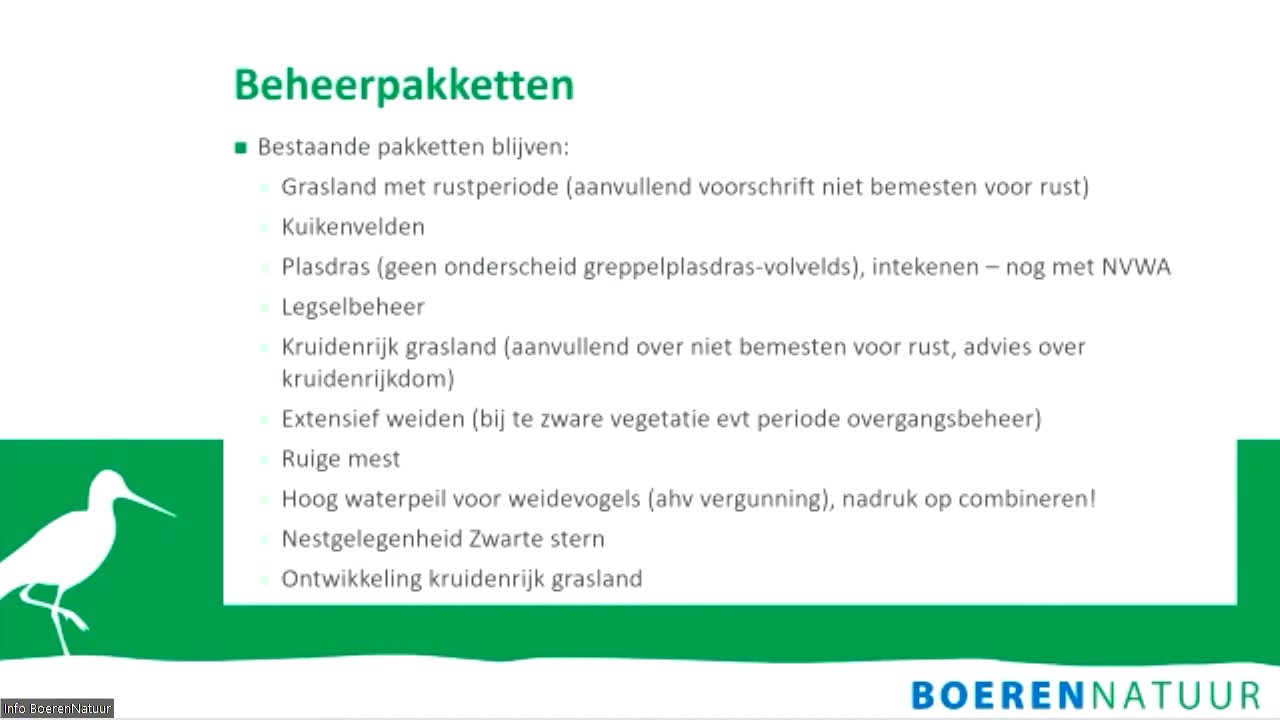 Beheerpakketten
Bestaande pakketten blijven:
Grasland met rustperiode (aanvullend voorschrift niet bemesten voor rust)
Kuikenvelden
Plasdras (geen onderscheid greppelplasdras-volvelds), intekenen – nog met NVWA
Legselbeheer
Kruidenrijk grasland (aanvullend over niet bemesten voor rust, advies over
kruidenrijkdom)
Extensief weiden (bij te zware vegetatie evt periode overgangsbeheer)
Ruige mest
Hoog waterpeil voor weidevogels (ahv vergunning), nadruk op combineren!
Nestgelegenheid Zwarte stern
Ontwikkeling kruidenrijk grasland
BOERENNATUUR
Info BoerenNatuur